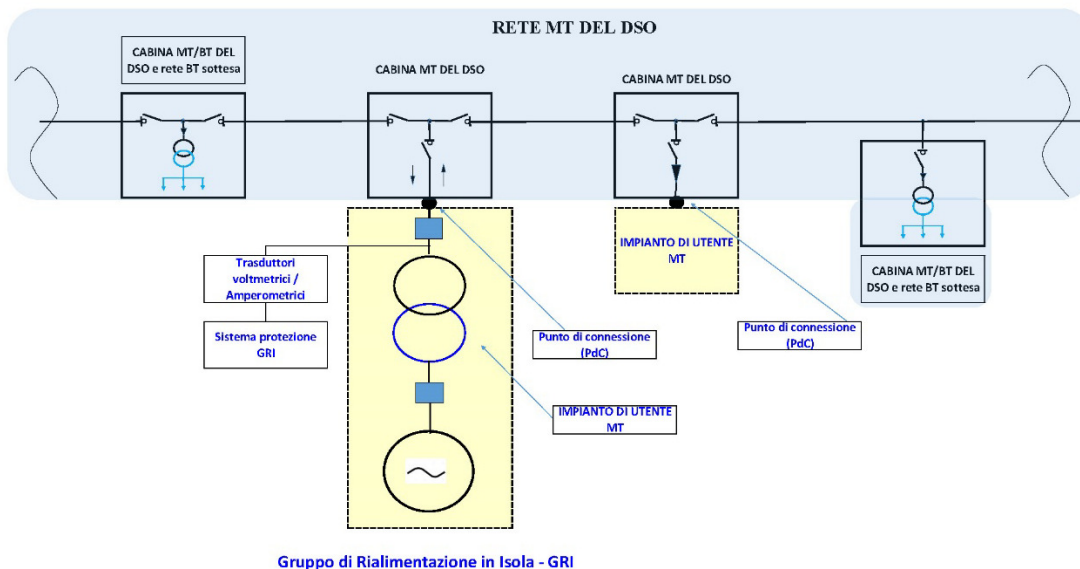 RETE MT DEL DSO
CABINA MT/BT DEL
DSO e rete BT sottesa
CABINA MT DEL DSO
CABINA MT DEL DSO
Trasduttori
voltmetrici /
Amperometrici
Sistema protezione
GRI
IMPIANTO DI UTENTE
MT
CABINA MT/BT DEL
DSO e rete BT sottesa
Punto di connessione
(PdC)
Punto di connessione
(PdC)
IMPIANTO DI UTENTE
MT
Gruppo di Rialimentazione in Isola - GRI